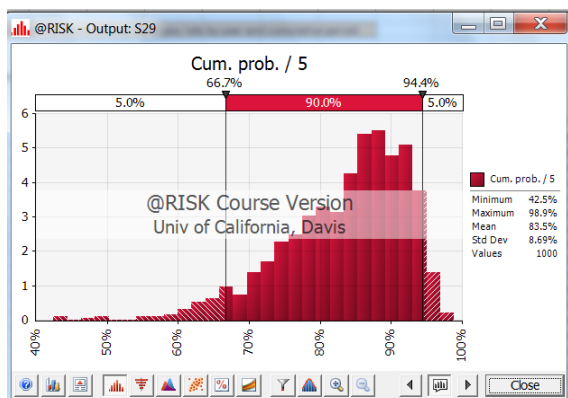 @RISK - Output: S29
Cum. prob. / 5
66.7% 94.4%
5.0% 90.0% 5.0%
6
5
4
3
2
1
0
@RISK Course Version
Univ of California, Davis
40%
50%
60%
70%
80%
90%
100%
Cum. prob. / 5
Minimum 42.5%
Maximum 98.9%
Mean 83.5%
Std Dev 8.69%
Values 1000
Close